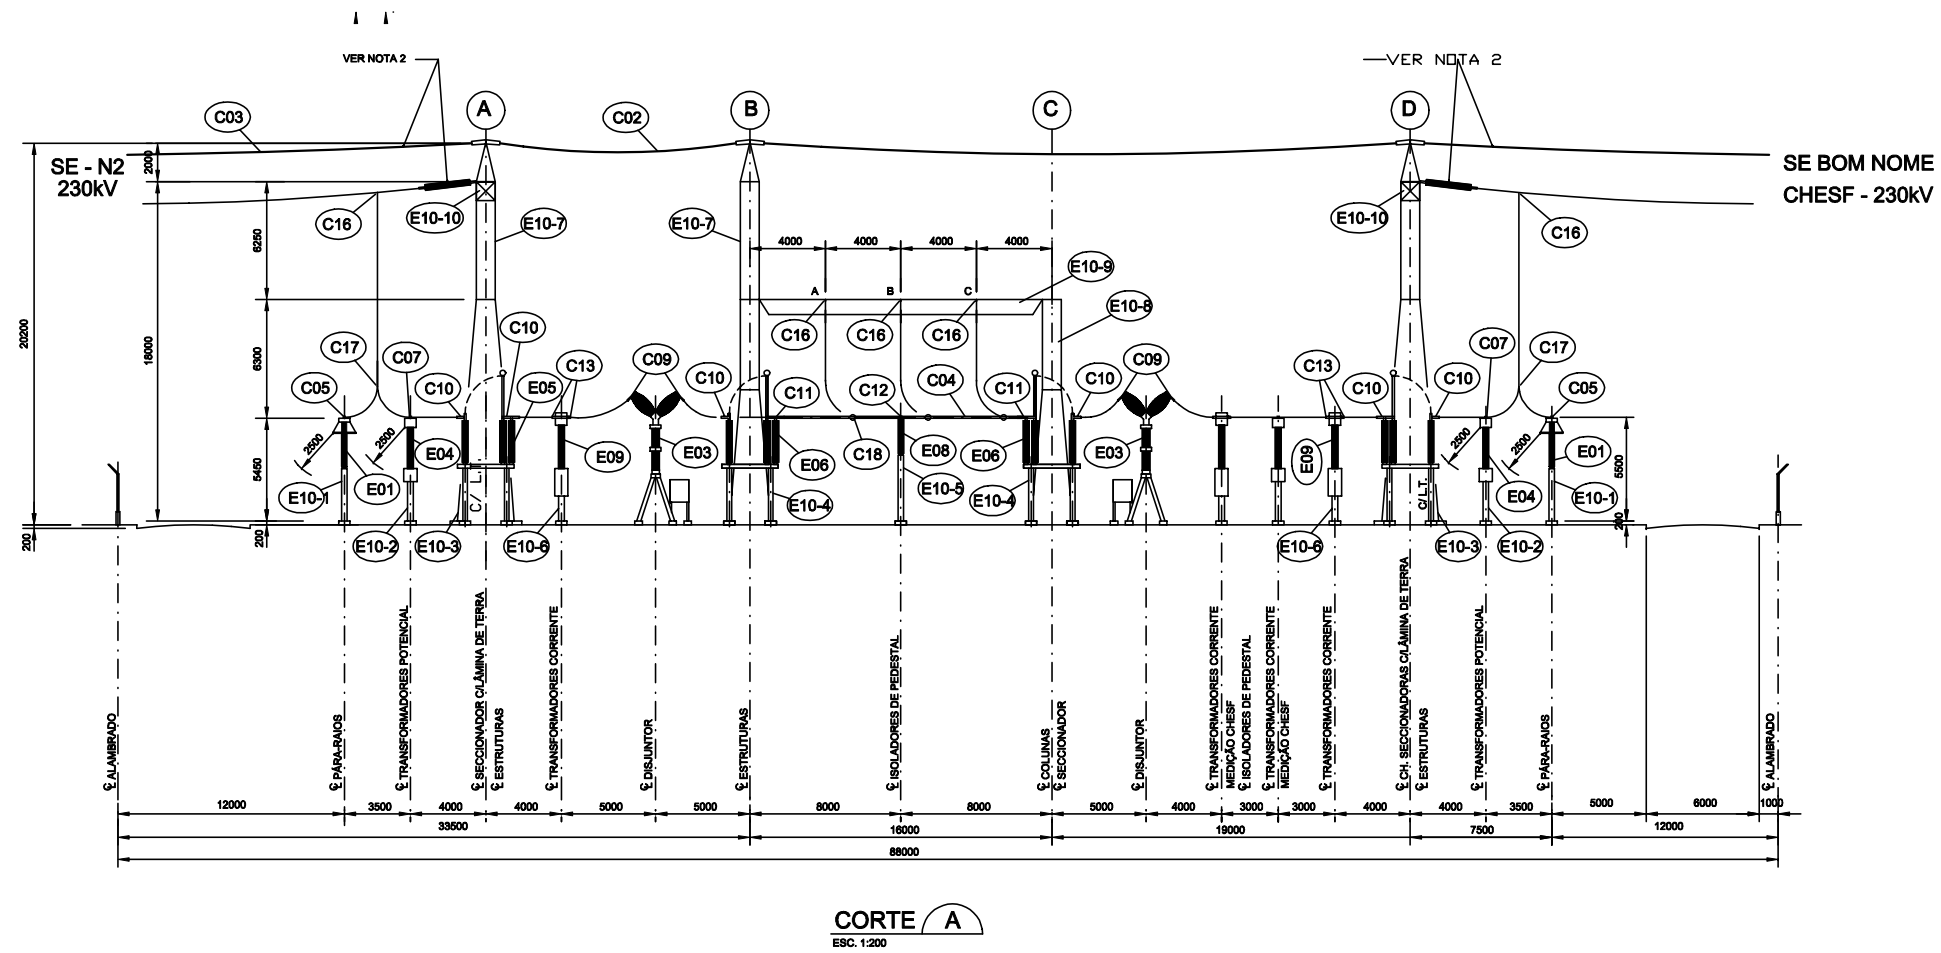 VER NOTA 2
VER NOTA 2
A
B
C
D
C03
C02
SE - N2
230kV
SE BOM NOME
CHESF - 230kV
2000
20200
18000
6250
6300
5450
200
200
C16
E10-10
E10-7
E10-7
E10-10
C16
4000
4000
4000
4000
E10-9
E10-8
A
B
C
C16
C16
C16
C17
C07
C05
C10
C10
E05
C13
C09
C10
C11
C12
C04
C11
C10
C09
C13
C10
C10
C07
C17
C05
2500
2500
E04
E01
E10-1
E09
E03
E06
C18
E08
E06
E03
E09
2500
2500
E01
E04
E10-1
5500
200
E10-4
E10-5
E10-4
C/ L.T.
C/ L.T.
E10-2
E10-3
E10-6
E10-6
E10-3
E10-2
ALAMBRADO
PÁRA-RAIOS
TRANSFORMADORES POTENCIAL
SECCIONADOR C/LÂMINA DE TERRA
ESTRUTURAS
TRANSFORMADORES CORRENTE
DISJUNTOR
ESTRUTURAS
ISOLADORES DE PEDESTAL
COLUNAS
SECCIONADOR
DISJUNTOR
TRANSFORMADORES CORRENTE
MEDIÇÃO CHESF
ISOLADORES DE PEDESTAL
TRANSFORMADORES CORRENTE
MEDIÇÃO CHESF
TRANSFORMADORES CORRENTE
CH. SECCIONADORAS C/LÂMINA DE TERRA
ESTRUTURAS
TRANSFORMADORES POTENCIAL
PÁRA-RAIOS
ALAMBRADO
12000
3500
4000
4000
5000
5000
8000
8000
5000
4000
3000
3000
4000
4000
3500
5000
6000
1000
33500
16000
19000
7500
12000
88000
CORTE A
ESC. 1:200